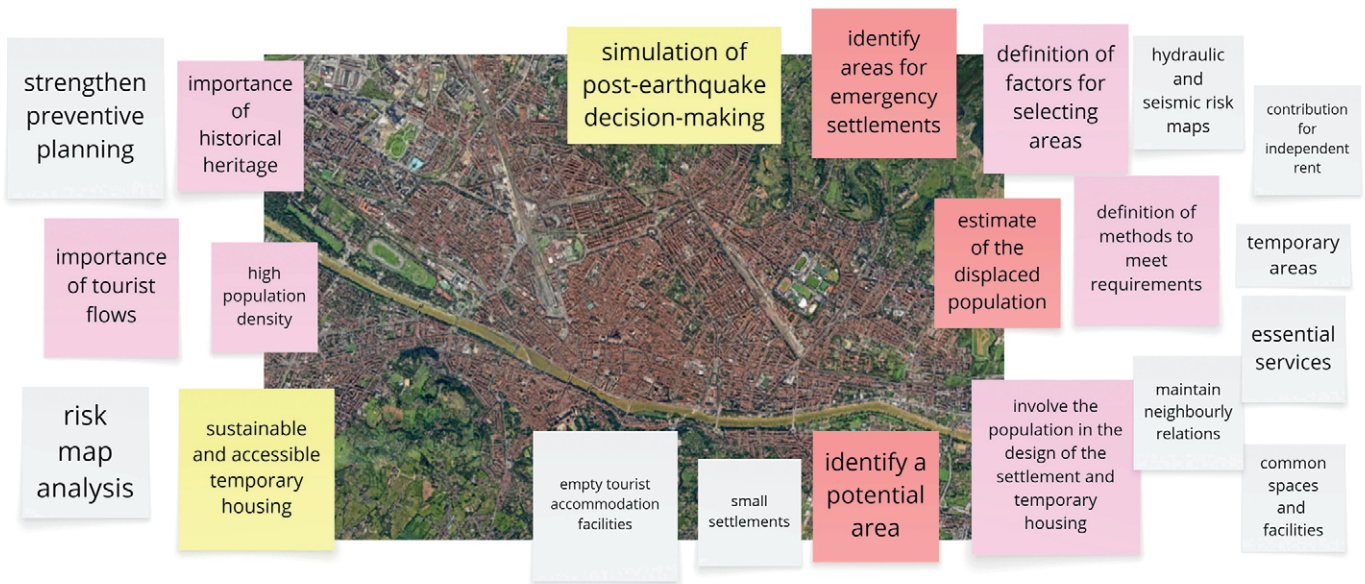 strengthen
preventive
planning
importance
of
historical
heritage
simulation of
post-earthquake
decision-making
identify
areas for
emergency
settlements
definition of
factors for
selecting
areas
hydraulic
and
seismic risk
maps
contribution
for
independent
rent
importance
of tourist
flows
high
population
density
estimate
of the
displaced
population
definition of
methods to
meet
requirements
temporary
areas
essential
services
risk
map
analysis
sustainable
and accessible
temporary
housing
empty tourist
accommodation
facilities
small
settlements
identify a
potential
area
involve the
population in the
design of the
settlement and
temporary
housing
maintain
neighbourly
relations
common
spaces
and
facilities